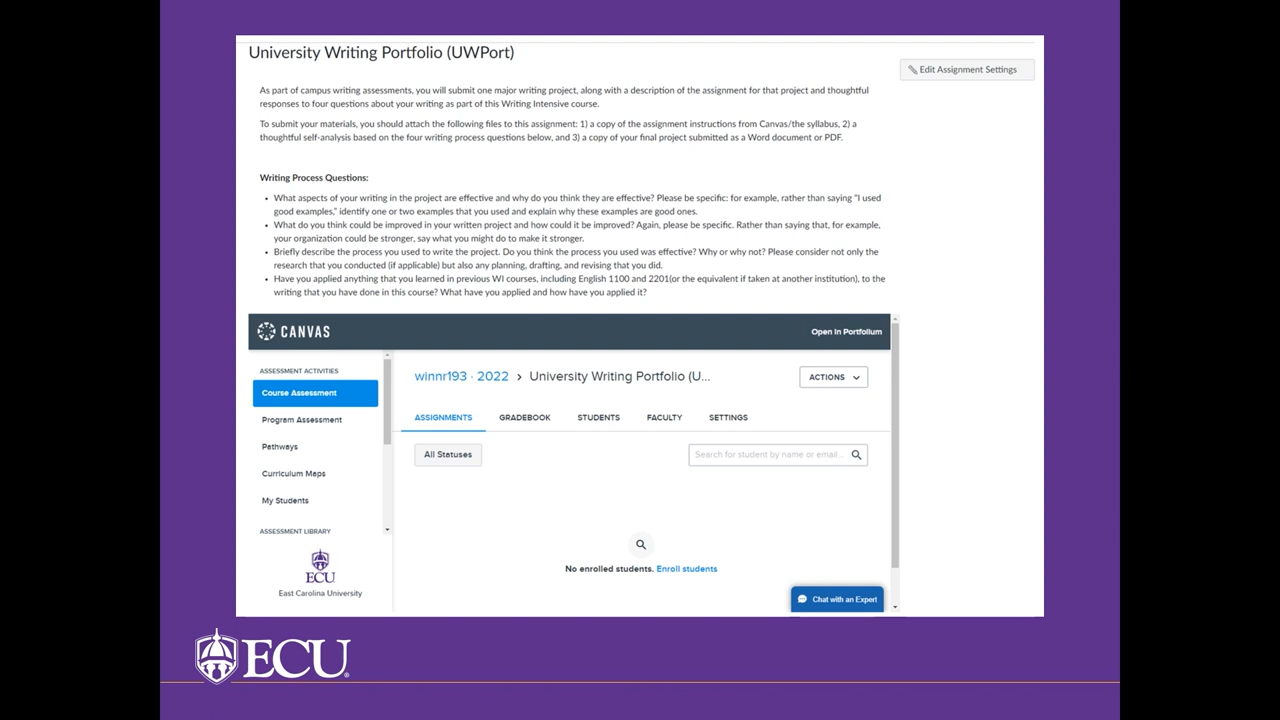 University Writing Portfolio (UWPort)
Edit Assignment Settings
As part of campus writing assessments, you will submit one major writing project, along with a description of the assignment for that project and thoughtful
responses to four questions about your writing as part of this Writing Intensive course.
To submit your materials, you should attach the following files to this assignment: 1) a copy of the assignment instructions from Canvas/the syllabus, 2) a
thoughtful self-analysis based on the four writing process questions below, and 3) a copy of your final project submitted as a Word document or PDF.
Writing Process Questions:
• What aspects of your writing in the project are effective and why do you think they are effective? Please be specific: for example, rather than saying "I used
good examples," identify one or two examples that you used and explain why these examples are good ones.
• What do you think could be improved in your written project and how could it be improved? Again, please be specific. Rather than saying that, for example,
your organization could be stronger, say what you might do to make it stronger.
• Briefly describe the process you used to write the project. Do you think the process you used was effective? Why or why not? Please consider not only the
research that you conducted (if applicable) but also any planning, drafting, and revising that you did.
• Have you applied anything that you learned in previous WI courses, including English 1100 and 2201(or the equivalent if taken at another institution), to the
writing that you have done in this course? What have you applied and how have you applied it?
CANVAS
Open in Portfolium
ASSESSMENT ACTIVITIES
Course Assessment
Program Assessment
Pathways
Curriculum Maps
My Students
ASSESSMENT LIBRARY
ECU
East Carolina University
winnr193 · 2022 > University Writing Portfolio (U...
ACTIONS
ASSIGNMENTS GRADEBOOK STUDENTS FACULTY SETTINGS
All Statuses
Search for student by name or email...
No enrolled students. Enroll students
Chat with an Expert
ECU